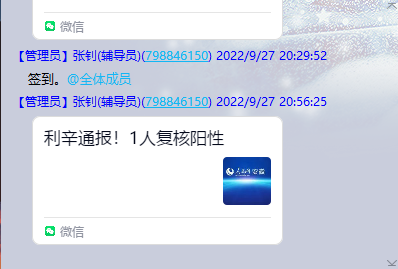 微信
【管理员】张钊(辅导员)(798846150) 2022/9/27 20:29:52
签到。@全体成员
【管理员】张钊(辅导员)(798846150) 2022/9/27 20:56:25
利辛通报！1人复核阳性
微信